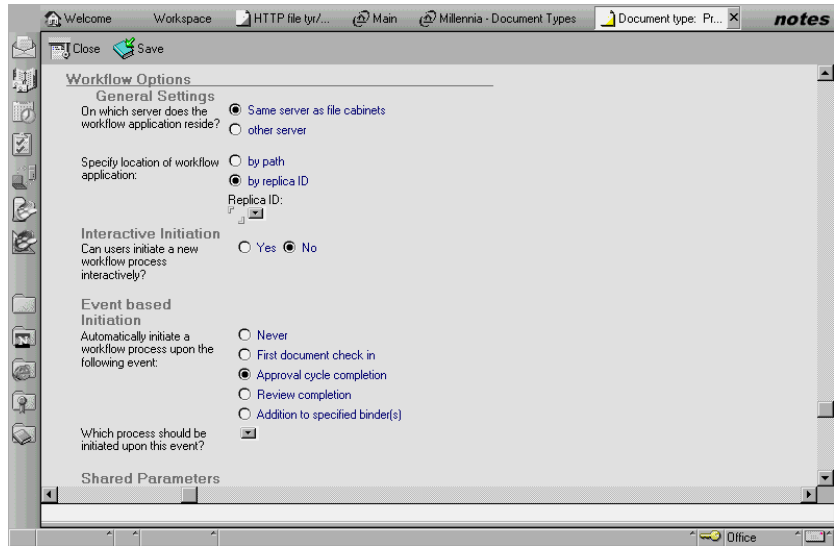 Welcome Workspace HTTP file tyr/... Main Millennia - Document Types Document type: Pr... notes
Close Save
Workflow Options
General Settings
On which server does the workflow application reside?
Same server as file cabinets
other server
Specify location of workflow application:
by path
by replica ID
Replica ID:
Interactive Initiation
Can users initiate a new workflow process interactively?
Yes No
Event based
Initiation
Automatically initiate a workflow process upon the following event:
Never
First document check in
Approval cycle completion
Review completion
Addition to specified binder(s)
Which process should be initiated upon this event?
Shared Parameters
Office